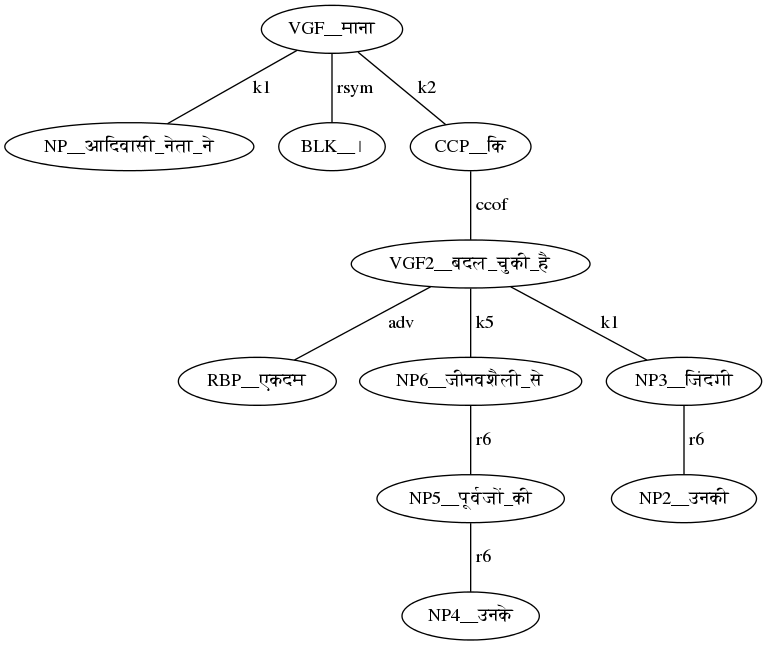 VGF__माना
k1 rsym k2
NP__आदिवासी_नेता_ने BLK__। CCP__कि
ccof
VGF2__बदल_चुकी_है
adv k5 k1
RBP__एकदम NP6__जीनवशैली_से NP3__जिंदगी
r6 r6
NP5__पूर्वजों_की NP2__उनकी
r6
NP4__उनके